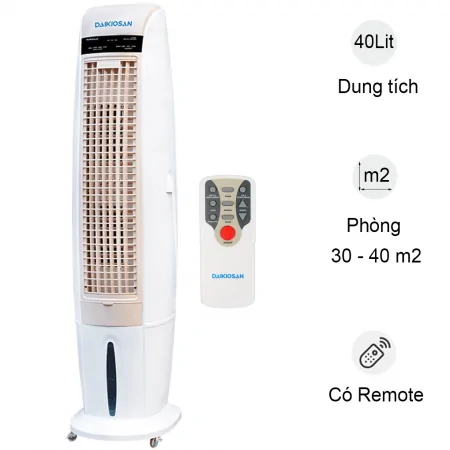 DAIKIOSAN
40Lit
Dung tích
m2
Phòng
30 - 40 m2
DAIKIOSAN
Có Remote